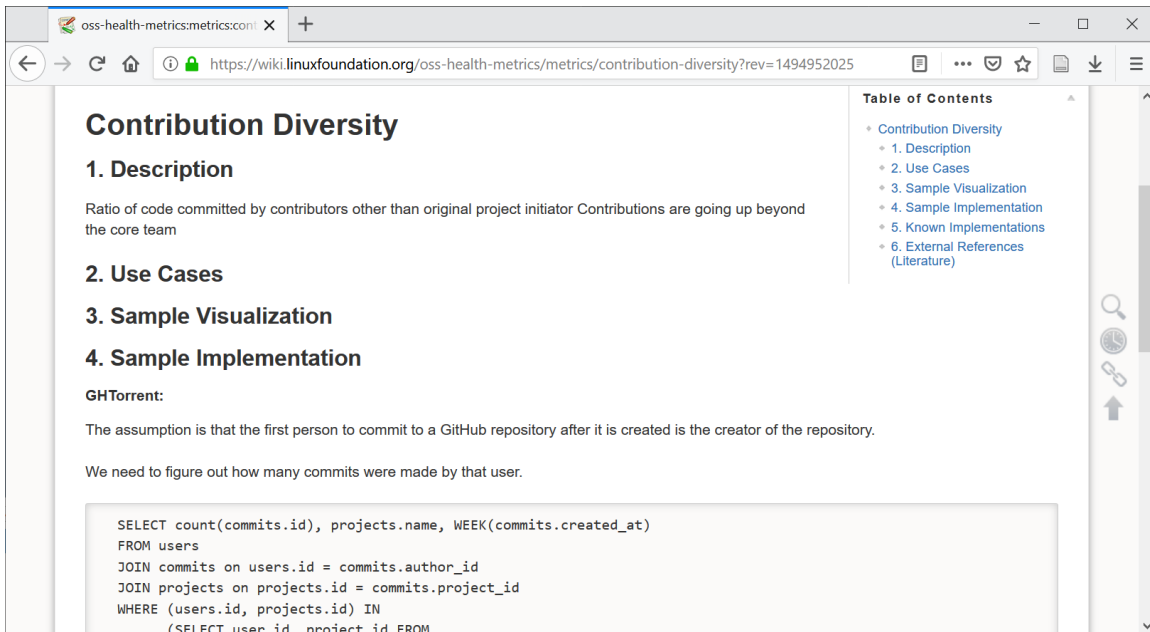 oss-health-metrics:metrics:cont
https://wiki.linuxfoundation.org/oss-health-metrics/metrics/contribution-diversity?rev=1494952025
Contribution Diversity
1. Description
Ratio of code committed by contributors other than original project initiator Contributions are going up beyond
the core team
2. Use Cases
3. Sample Visualization
4. Sample Implementation
GHTorrent:
The assumption is that the first person to commit to a GitHub repository after it is created is the creator of the repository.
We need to figure out how many commits were made by that user.
SELECT count(commits.id), projects.name, WEEK(commits.created_at)
FROM users
JOIN commits on users.id = commits.author_id
JOIN projects on projects.id = commits.project_id
WHERE (users.id, projects.id) IN
(SELECT user_id, project_id FROM
Table of Contents
Contribution Diversity
1. Description
2. Use Cases
3. Sample Visualization
4. Sample Implementation
5. Known Implementations
6. External References
(Literature)